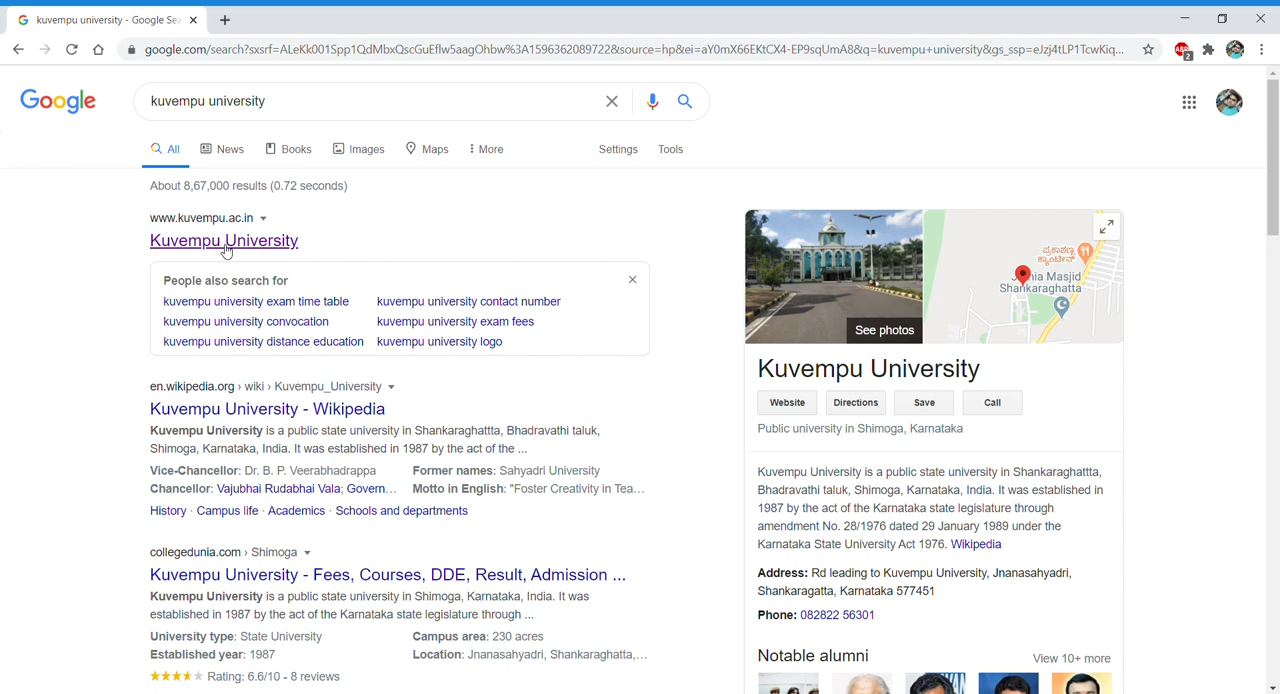 kuvempu university - Google Sea
google.com/search?sxsrf=ALeKk001Spp1QdMbxQscGuEflw5aagOhbw%3A1596362089722&source=hp&ei=aY0mX66EKtCX4-EP9sqUmA8&q=kuvempu+university&gs_ssp=eJzj4tLP1TcwKiq...
ABP
2
Google
kuvempu university
All
News
Books
Images
Maps
More
Settings
Tools
About 8,67,000 results (0.72 seconds)
www.kuvempu.ac.in
Kuvempu University
People also search for
kuvempu university exam time table
kuvempu university contact number
kuvempu university convocation
kuvempu university exam fees
kuvempu university distance education
kuvempu university logo
en.wikipedia.org › wiki › Kuvempu_University
Kuvempu University - Wikipedia
Kuvempu University is a public state university in Shankaraghattta, Bhadravathi taluk,
Shimoga, Karnataka, India. It was established in 1987 by the act of the ...
Vice-Chancellor: Dr. B. P. Veerabhadrappa
Former names: Sahyadri University
Chancellor: Vajubhai Rudabhai Vala; Govern...
Motto in English: "Foster Creativity in Tea...
History · Campus life · Academics · Schools and departments
collegedunia.com › Shimoga
Kuvempu University - Fees, Courses, DDE, Result, Admission ...
Kuvempu University is a public state university in Shimoga, Karnataka, India. It was
established in 1987 by the act of the Karnataka state legislature through ...
University type: State University
Campus area: 230 acres
Established year: 1987
Location: Jnanasahyadri, Shankaraghatta,...
Rating: 6.6/10 - 8 reviews
See photos
ಪ್ರಕಾಶಣ್ಣ
ಕ್ಯಾಂಟೀನ್
Jamia Masjid
Shankaraghatta
Kuvempu University
Website
Directions
Save
Call
Public university in Shimoga, Karnataka
Kuvempu University is a public state university in Shankaraghattta,
Bhadravathi taluk, Shimoga, Karnataka, India. It was established in
1987 by the act of the Karnataka state legislature through
amendment No. 28/1976 dated 29 January 1989 under the
Karnataka State University Act 1976. Wikipedia
Address: Rd leading to Kuvempu University, Jnanasahyadri,
Shankaragatta, Karnataka 577451
Phone: 082822 56301
Notable alumni
View 10+ more